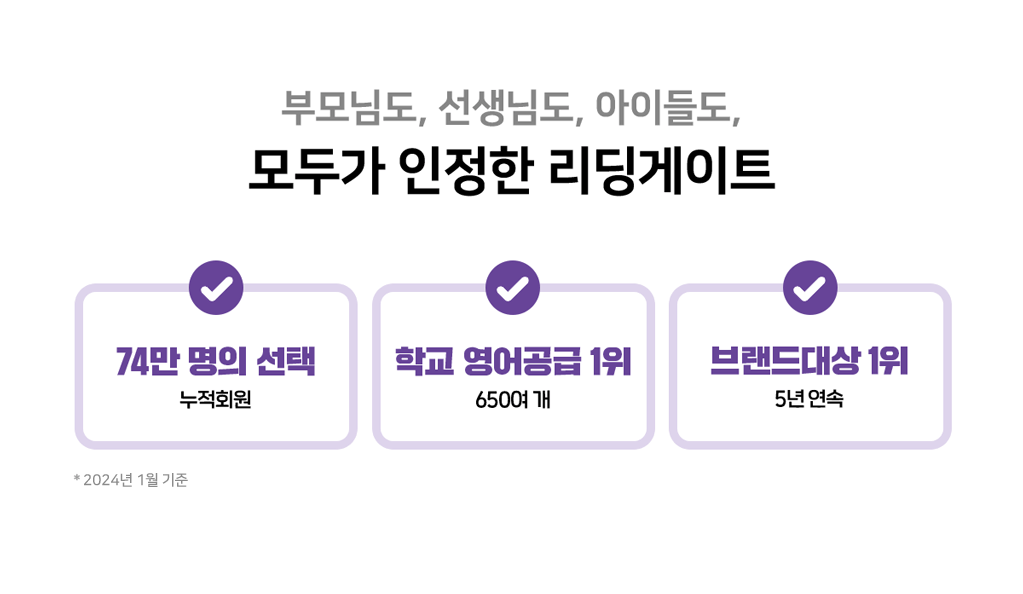 부모님도, 선생님도, 아이들도,
모두가 인정한 리딩게이트
74만 명의 선택
누적회원
학교 영어공급 1위
650여 개
브랜드대상 1위
5년 연속
* 2024년 1월 기준